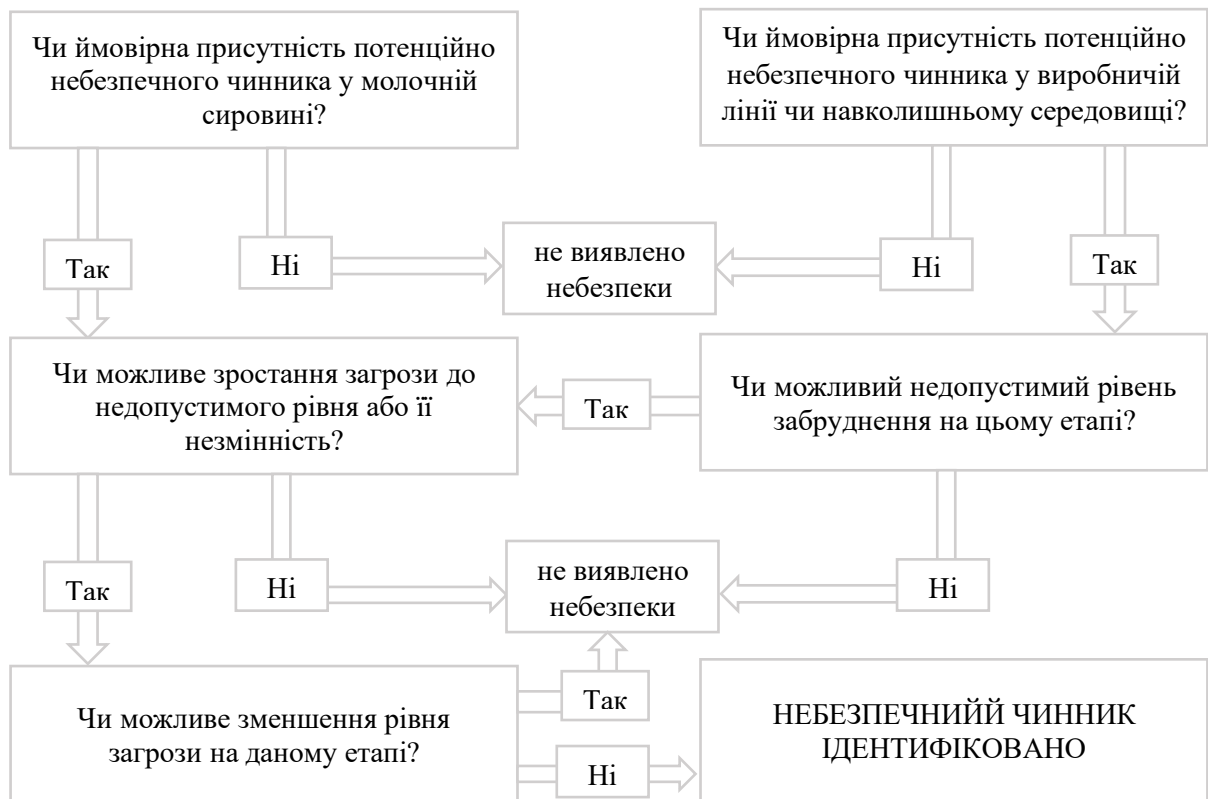 Чи ймовірна присутність потенційно
небезпечного чинника у молочній
сировині?
Чи ймовірна присутність потенційно
небезпечного чинника у виробничій
лінії чи навколишньому середовищі?
Так
Ні
не виявлено
небезпеки
Ні
Так
Чи можливе зростання загрози до
недопустимого рівня або її
незмінність?
Так
Чи можливий недопустимий рівень
забруднення на цьому етапі?
Так
Ні
не виявлено
небезпеки
Ні
Чи можливе зменшення рівня
загрози на даному етапі?
Так
Ні
НЕБЕЗПЕЧНИЙЙ ЧИННИК
ІДЕНТИФІКОВАНО